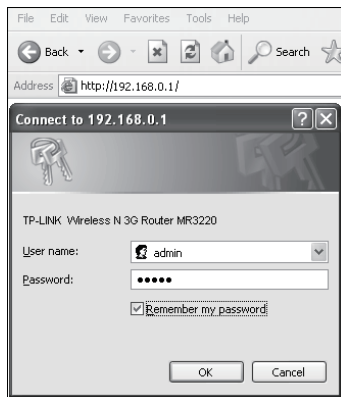 File Edit View Favorites Tools Help
Back Search
Address http://192.168.0.1/
Connect to 192.168.0.1
TP-LINK Wireless N 3G Router MR3220
User name: admin
Password: •••••
Remember my password
OK Cancel